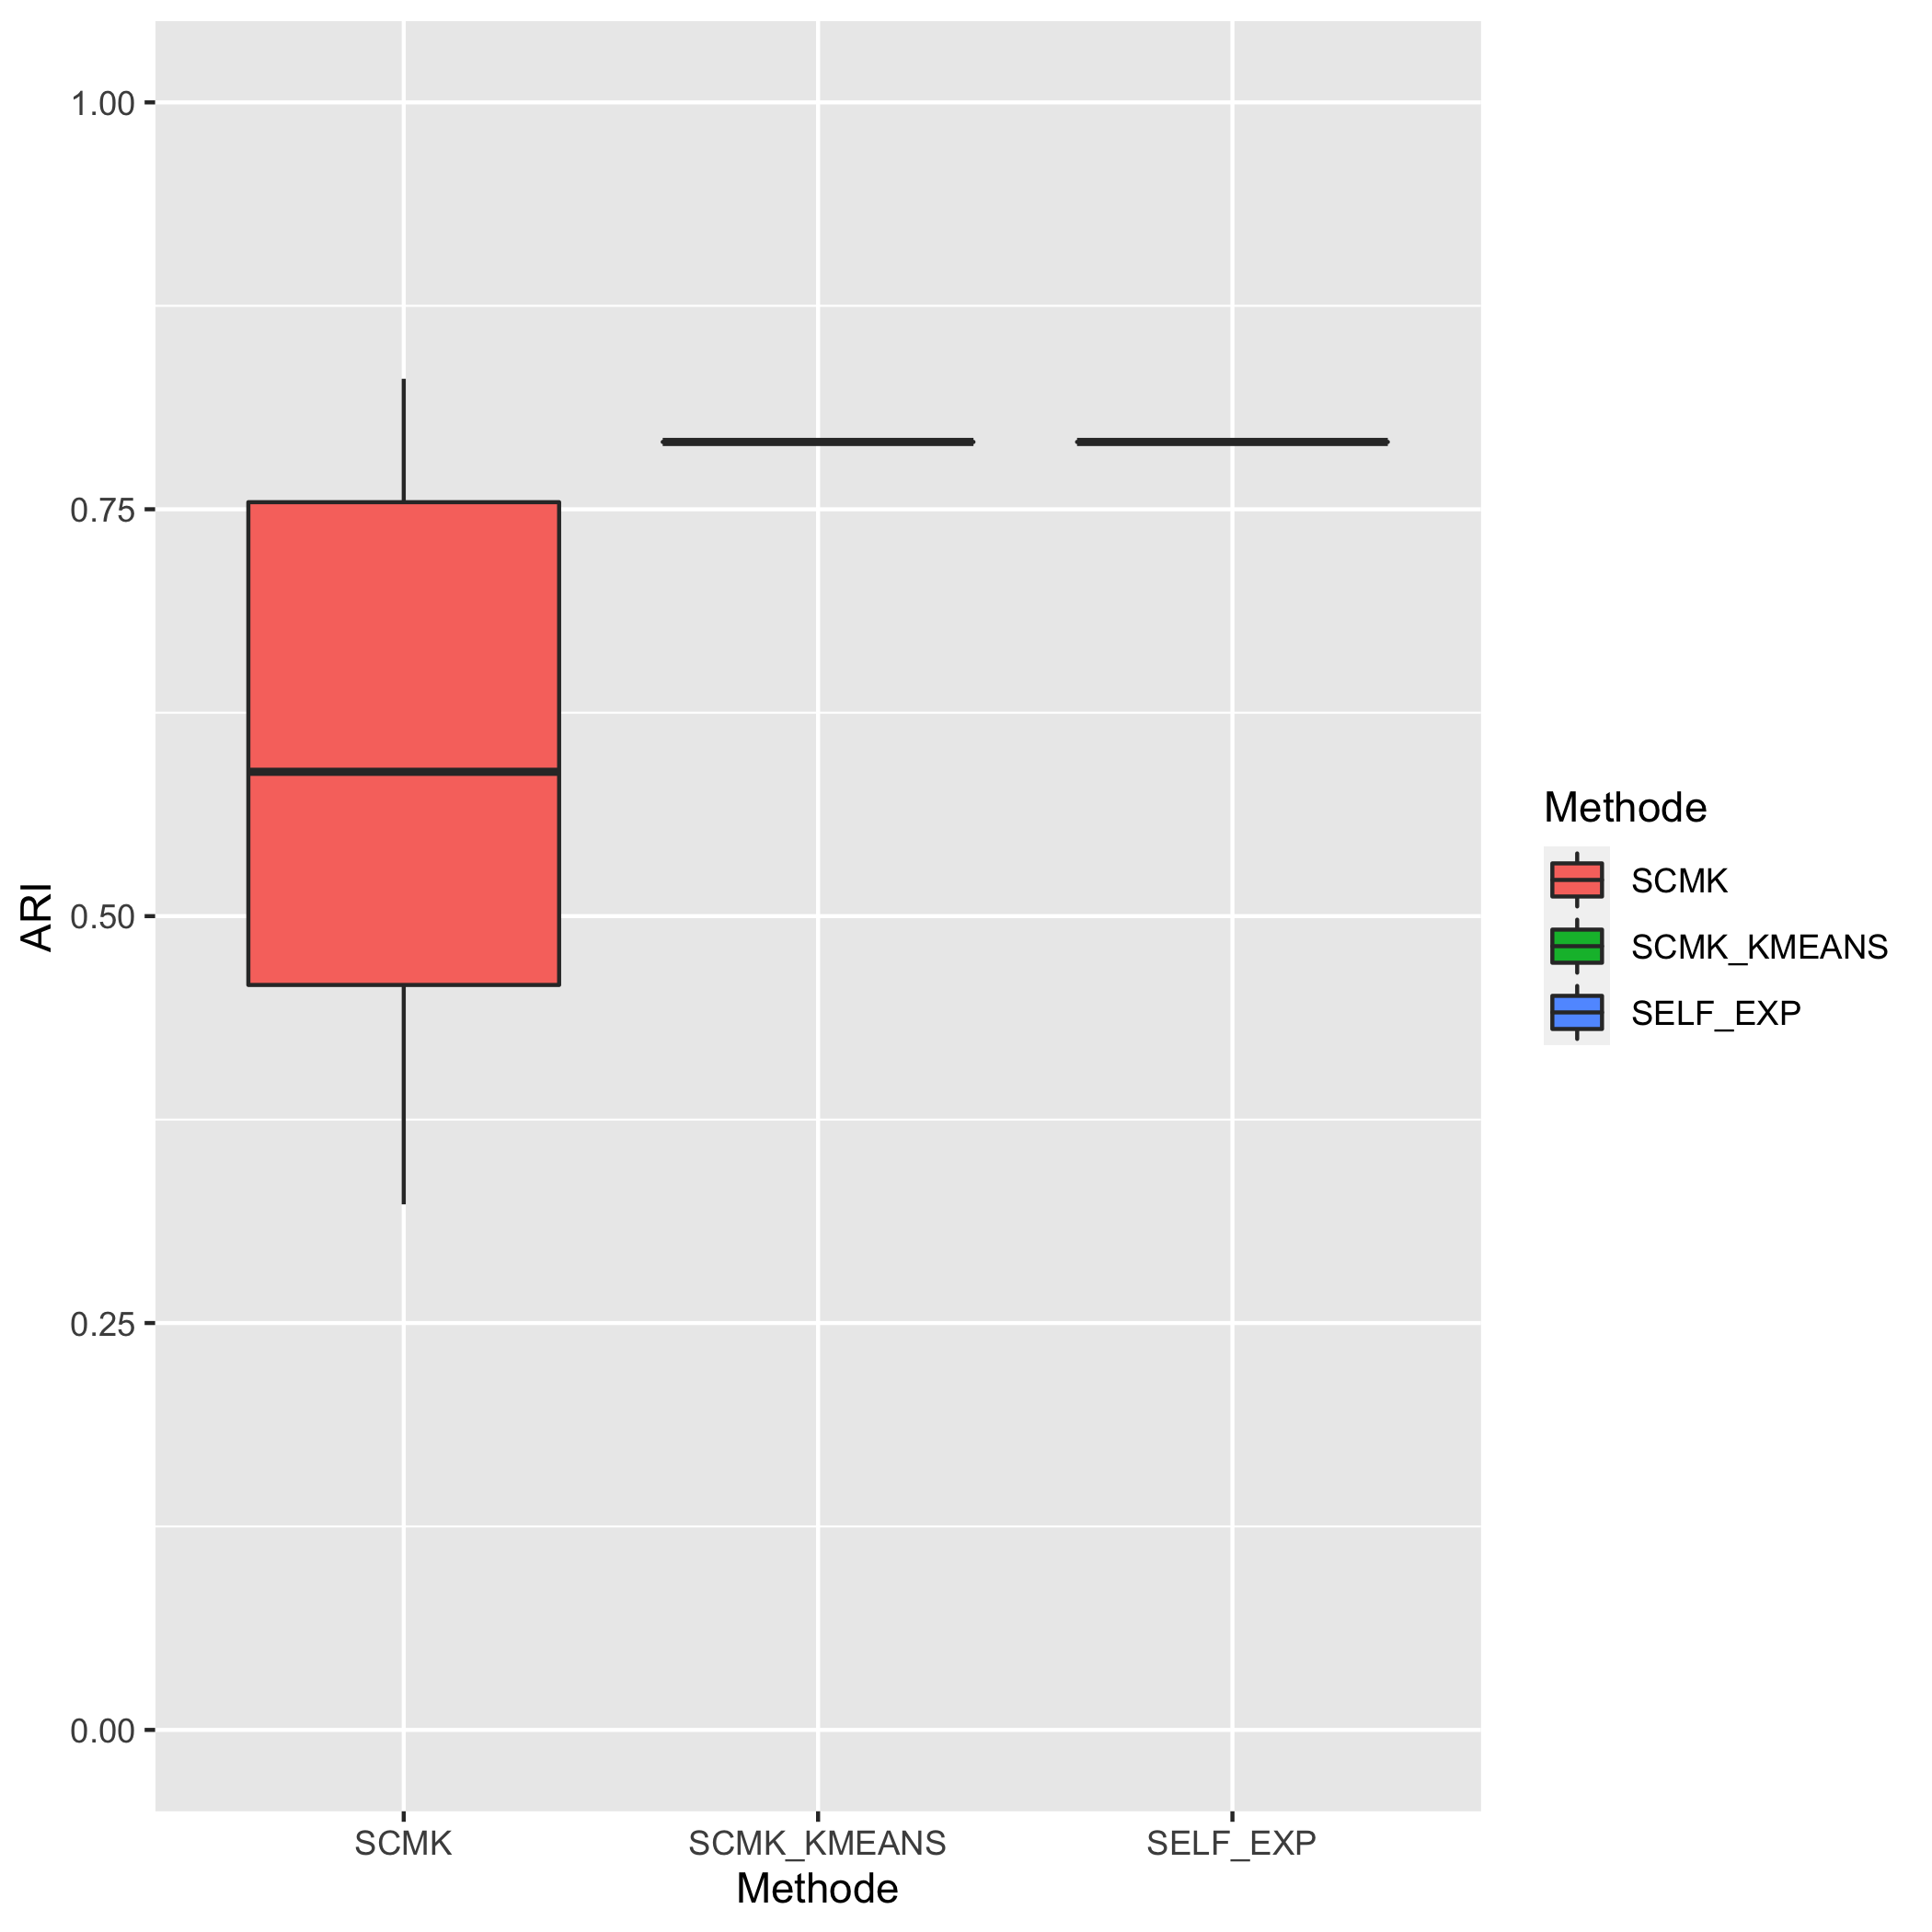 ARI
1.00
0.75
0.50
0.25
0.00
SCMK
SCMK_KMEANS
SELF_EXP
Methode
Methode
SCMK
SCMK_KMEANS
SELF_EXP